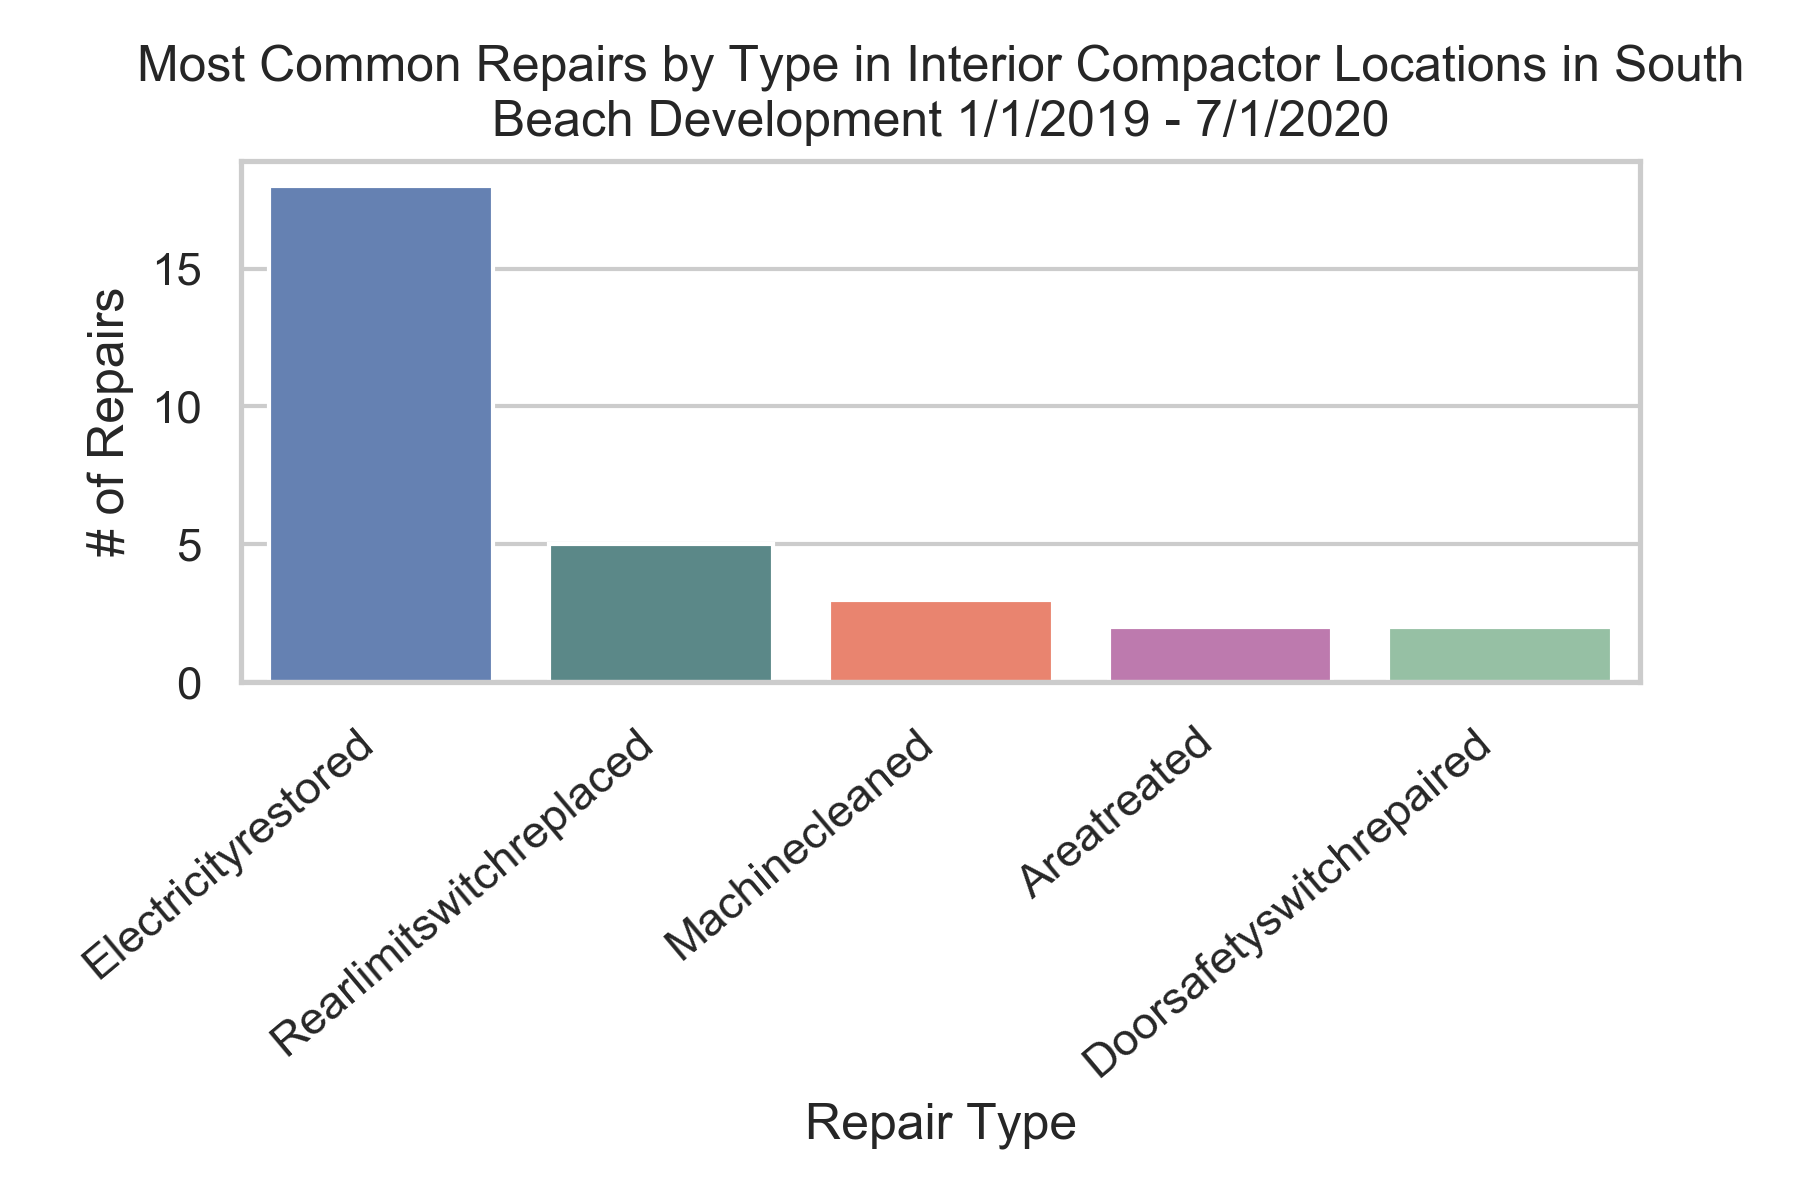 Most Common Repairs by Type in Interior Compactor Locations in South
Beach Development 1/1/2019 - 7/1/2020
# of Repairs
15
10
5
0
Electricityrestored
Rearlimitswitchreplaced
Machinecleaned
Areatreated
Doorsafetyswitchrepaired
Repair Type